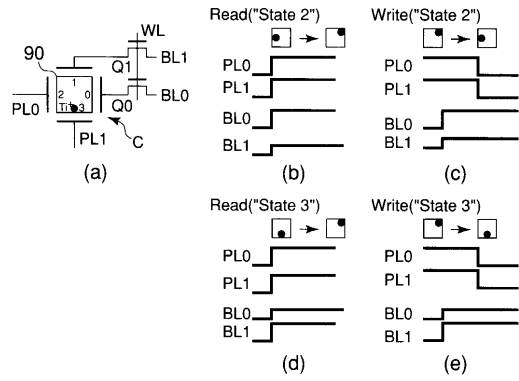 WL
90
1
Q1
BL1
2
0
Ti
3
Q0
BL0
PL0
PL1
C
(a)
Read("State 2")
PL0
PL1
BL0
BL1
(b)
Write("State 2")
PL0
PL1
BL0
BL1
(c)
Read("State 3")
PL0
PL1
BL0
BL1
(d)
Write("State 3")
PL0
PL1
BL0
BL1
(e)